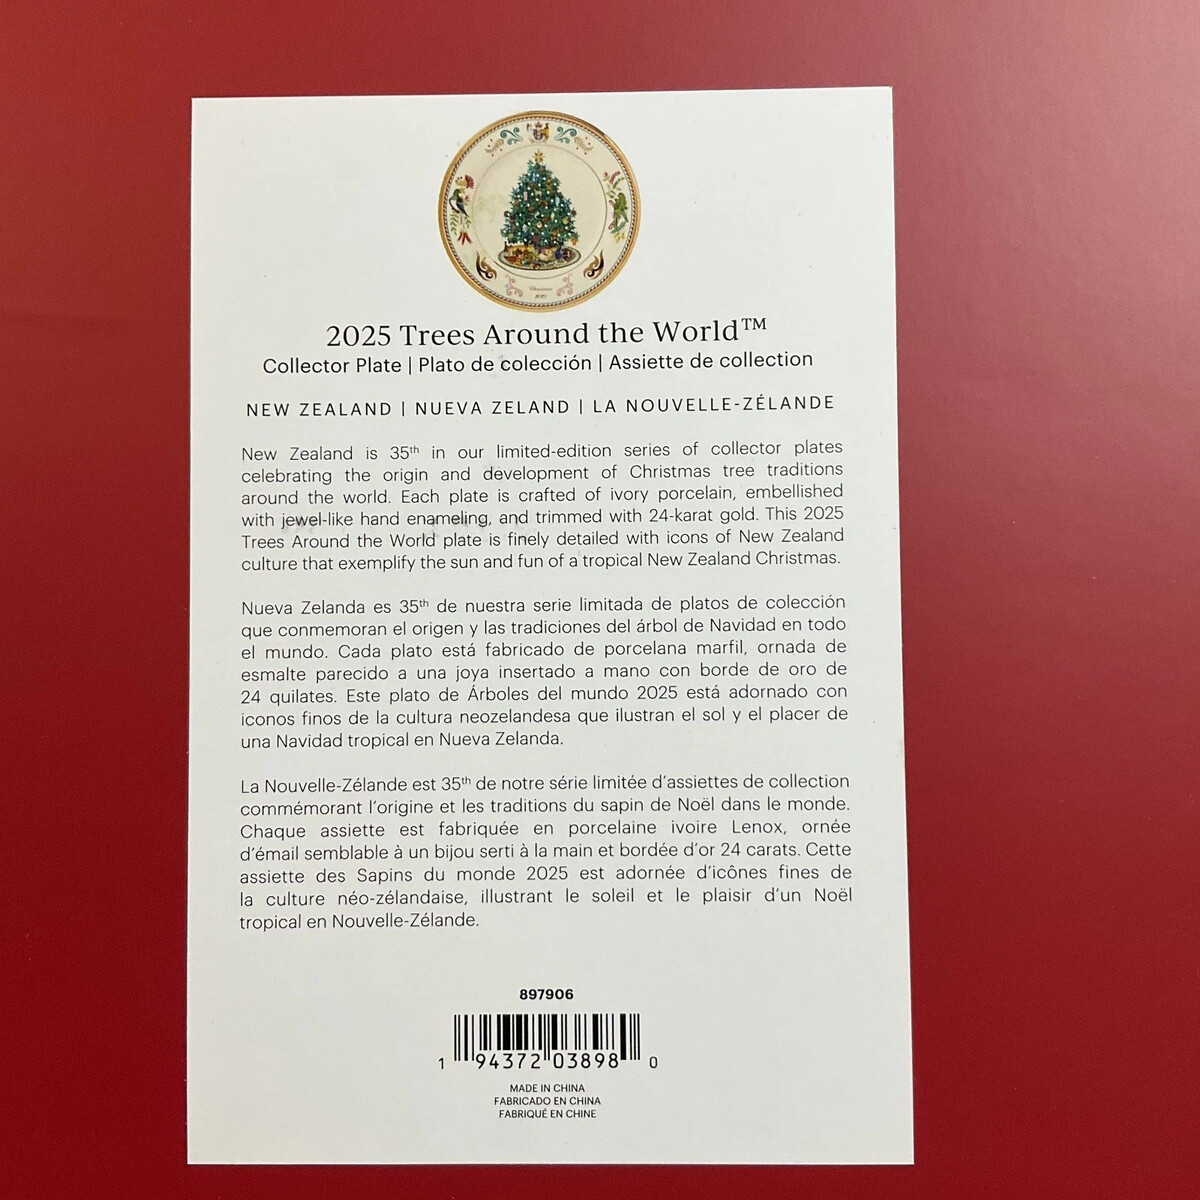 Christmas
2025
2025 Trees Around the World™
Collector Plate | Plato de colección | Assiette de collection
NEW ZEALAND | NUEVA ZELAND | LA NOUVELLE-ZÉLANDE
New Zealand is 35th in our limited-edition series of collector plates
celebrating the origin and development of Christmas tree traditions
around the world. Each plate is crafted of ivory porcelain, embellished
with jewel-like hand enameling, and trimmed with 24-karat gold. This 2025
Trees Around the World plate is finely detailed with icons of New Zealand
culture that exemplify the sun and fun of a tropical New Zealand Christmas.
Nueva Zelanda es 35th de nuestra serie limitada de platos de colección
que conmemoran el origen y las tradiciones del árbol de Navidad en todo
el mundo. Cada plato está fabricado de porcelana marfil, ornada de
esmalte parecido a una joya insertado a mano con borde de oro de
24 quilates. Este plato de Árboles del mundo 2025 está adornado con
iconos finos de la cultura neozelandesa que ilustran el sol y el placer de
una Navidad tropical en Nueva Zelanda.
La Nouvelle-Zélande est 35th de notre série limitée d'assiettes de collection
commémorant l'origine et les traditions du sapin de Noël dans le monde.
Chaque assiette est fabriquée en porcelaine ivoire Lenox, ornée
d'émail semblable à un bijou serti à la main et bordée d'or 24 carats. Cette
assiette des Sapins du monde 2025 est adornée d'icônes fines de
la culture néo-zélandaise, illustrant le soleil et le plaisir d'un Noël
tropical en Nouvelle-Zélande.
897906
1 94372 03898 0
MADE IN CHINA
FABRICADO EN CHINA
FABRIQUÉ EN CHINE